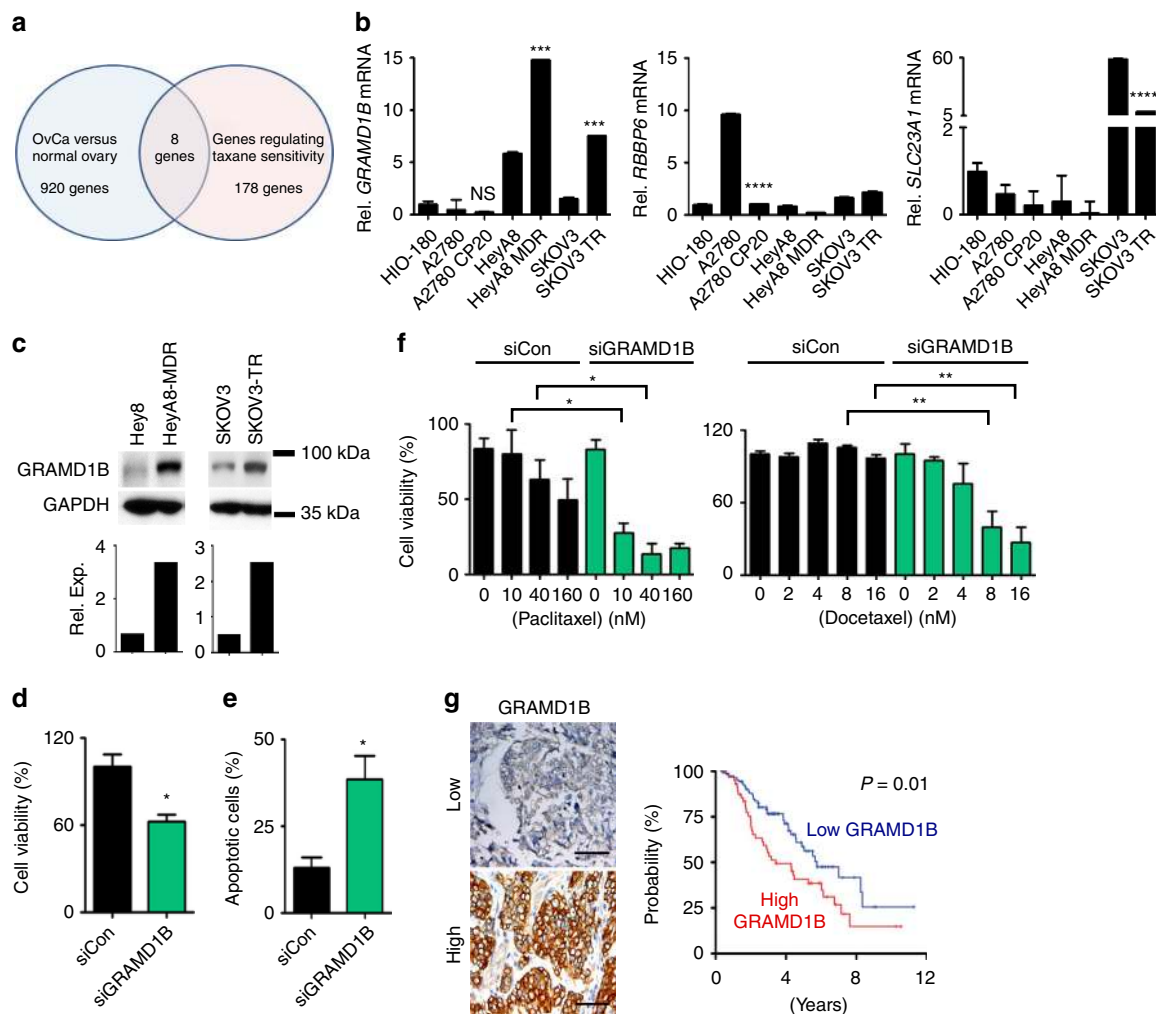 a
OvCa versus
normal ovary
920 genes
8
genes
Genes regulating
taxane sensitivity
178 genes
b
Rel. GRAMD1B mRNA
15
10
5
0
NS
***
***
HIO-180
A2780
A2780 CP20
HeyA8
HeyA8 MDR
SKOV3
SKOV3 TR
Rel. RBBP6 mRNA
15
10
5
0
****
HIO-180
A2780
A2780 CP20
HeyA8
HeyA8 MDR
SKOV3
SKOV3 TR
Rel. SLC23A1 mRNA
60
5
2
0
****
HIO-180
A2780
A2780 CP20
HeyA8
HeyA8 MDR
SKOV3
SKOV3 TR
c
Hey8
HeyA8-MDR
SKOV3
SKOV3-TR
GRAMD1B
GAPDH
100 kDa
35 kDa
Rel. Exp.
4
2
0
3
2
1
0
f
siCon
siGRAMD1B
*
*
Cell viability (%)
100
50
0
0 10 40 160 0 10 40 160
(Paclitaxel) (nM)
siCon
siGRAMD1B
**
**
120
60
0
0 2 4 8 16 0 2 4 8 16
(Docetaxel) (nM)
d
Cell viability (%)
120
60
0
*
siCon
siGRAMD1B
e
Apoptotic cells (%)
50
25
0
*
siCon
siGRAMD1B
g
GRAMD1B
Low
High
Probability (%)
100
75
50
25
0
P = 0.01
Low GRAMD1B
High
GRAMD1B
0 4 8 12
(Years)